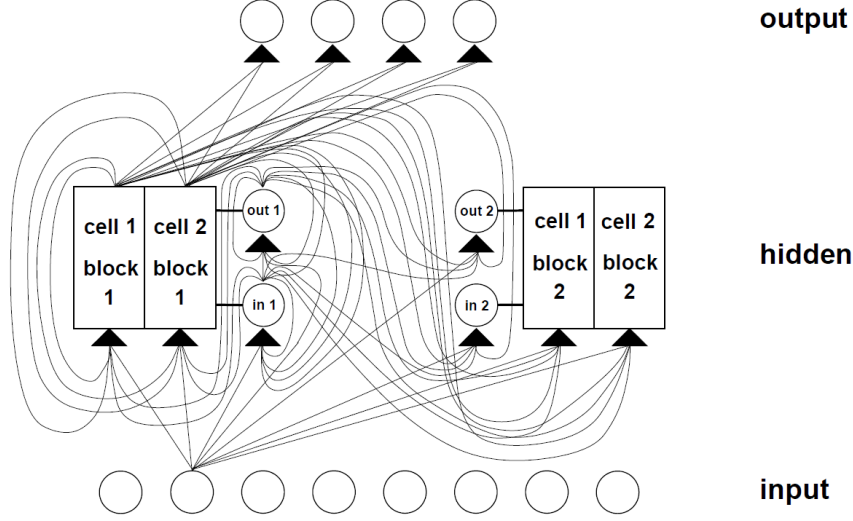 output
cell 1
block
1
cell 2
block
1
out 1
in 1
out 2
in 2
cell 1
block
2
cell 2
block
2
hidden
input